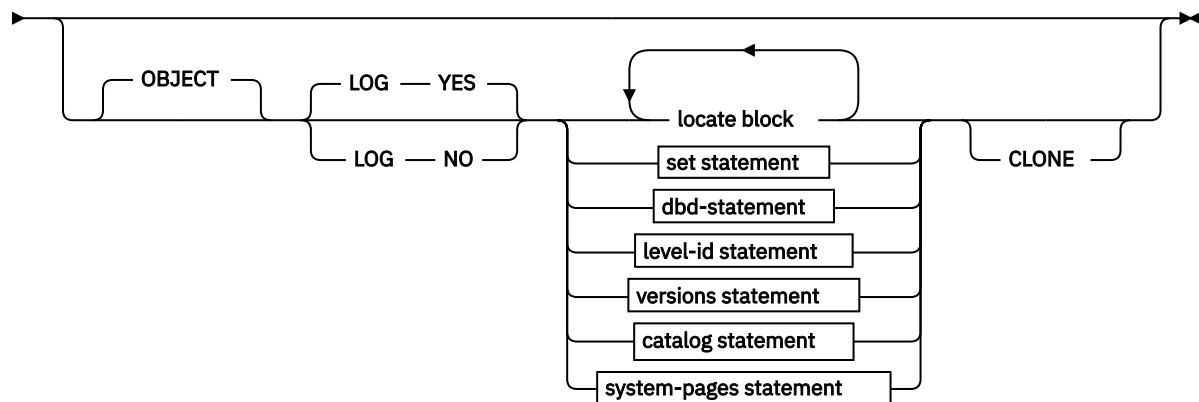 OBJECT
LOG YES
LOG NO
locate block
set statement
dbd-statement
level-id statement
versions statement
catalog statement
system-pages statement
CLONE